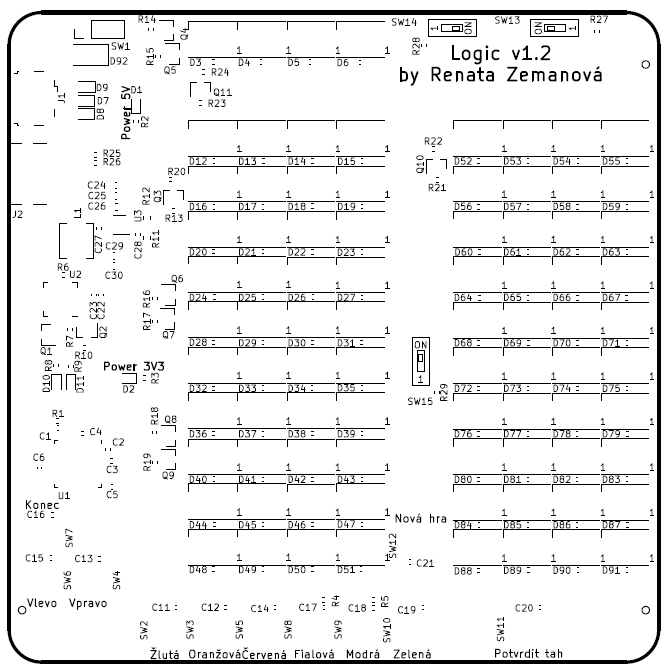 R14 Q4 SW14 ON SW13 ON R27
SW1 R15 R28 Logic v1.2
D92 Q5 D3 1 D4 1 D5 1 D6 1 by Renata Zemanová
R24
D9 D1 Q11
J1 D7 Power 5V R23
D8 R2
R25 R22
R26 D12 1 D13 1 D14 1 D15 1 Q10 D52 1 D53 1 D54 1 D55 1
C24 R20 R21
C25 R12 Q3
C26 D16 1 D17 1 D18 1 D19 1 D56 1 D57 1 D58 1 D59 1
J2 L1 U3 R13
C27 C29 C28 R11 D20 1 D21 1 D22 1 D23 1 D60 1 D61 1 D62 1 D63 1
R6 U2 C30 Q6
C23 C22 R16 D24 1 D25 1 D26 1 D27 1 D64 1 D65 1 D66 1 D67 1
R17
Q1 R7 Q2 Q7 D28 1 D29 1 D30 1 D31 1 ON D68 1 D69 1 D70 1 D71 1
R10
R8 R9 Power 3V3 1
D10 D11 D2 R3 D32 1 D33 1 D34 1 D35 1 SW15 R29 D72 1 D73 1 D74 1 D75 1
R1 R18 Q8
C1 C4 D36 1 D37 1 D38 1 D39 1 D76 1 D77 1 D78 1 D79 1
C2
C6 C3 R19 Q9
U1 C5 D40 1 D41 1 D42 1 D43 1 D80 1 D81 1 D82 1 D83 1
Konec
C16 Nová hra
SW7 D44 1 D45 1 D46 1 D47 1 D84 1 D85 1 D86 1 D87 1
SW12
C15 C13 C21
SW6 SW4 D48 1 D49 1 D50 1 D51 1 D88 1 D89 1 D90 1 D91 1
Vlevo Vpravo C11 C12 C14 C17 R4 C18 R5 C19 C20
SW2 SW3 SW5 SW8 SW9 SW10 SW11
Žlutá Oranžová Červená Fialová Modrá Zelená Potvrdit tah